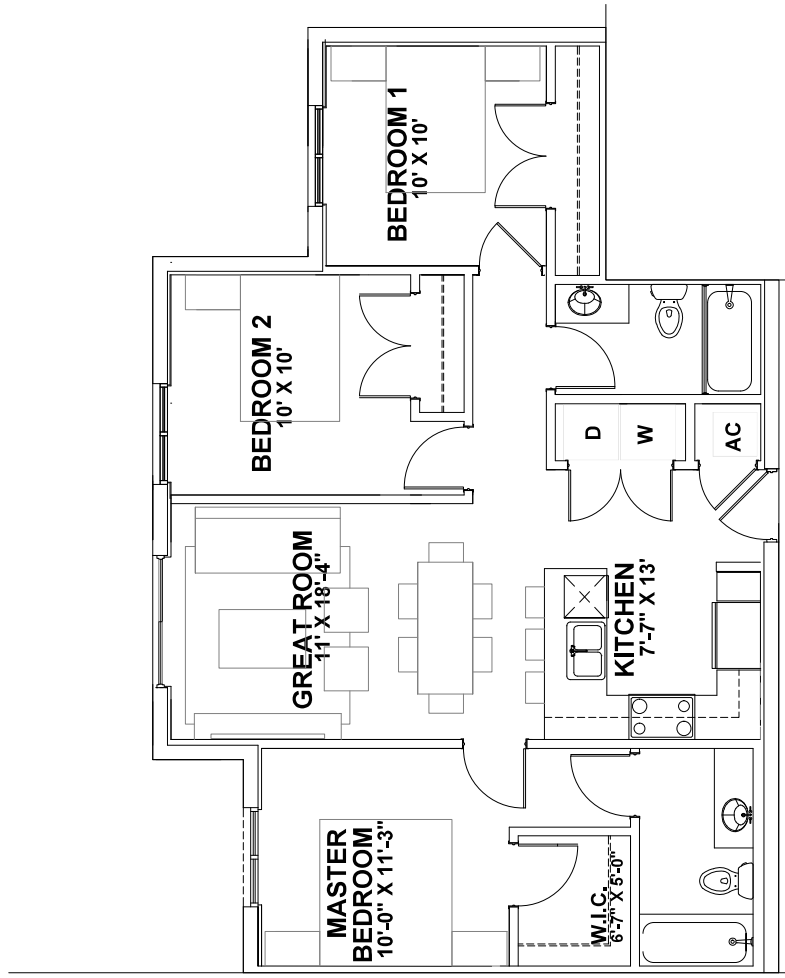 BEDROOM 1
10' X 10'
BEDROOM 2
10' X 10'
D
W
AC
GREAT ROOM
11' X 18'-4"
KITCHEN
7'-7" X 13'
MASTER
BEDROOM
10'-0" X 11'-3"
W.I.C.
6'-7" X 5'-0"